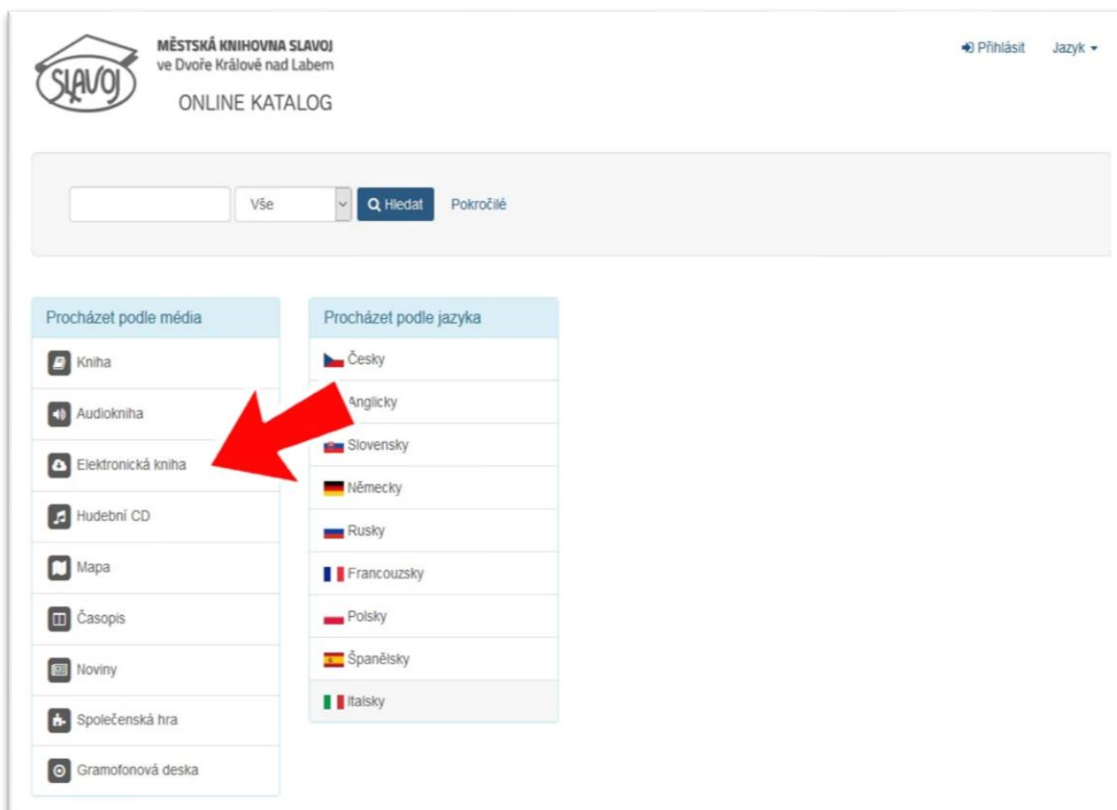 SLAVOJ
MĚSTSKÁ KNIHOVNA SLAVOJ
ve Dvoře Králové nad Labem
ONLINE KATALOG
Přihlásit
Jazyk
Vše
Hledat
Pokročilé
Procházet podle média
Kniha
Audiokniha
Elektronická kniha
Hudební CD
Mapa
Časopis
Noviny
Společenská hra
Gramofonová deska
Procházet podle jazyka
Česky
Anglicky
Slovensky
Německy
Rusky
Francouzsky
Polsky
Španělsky
Italsky